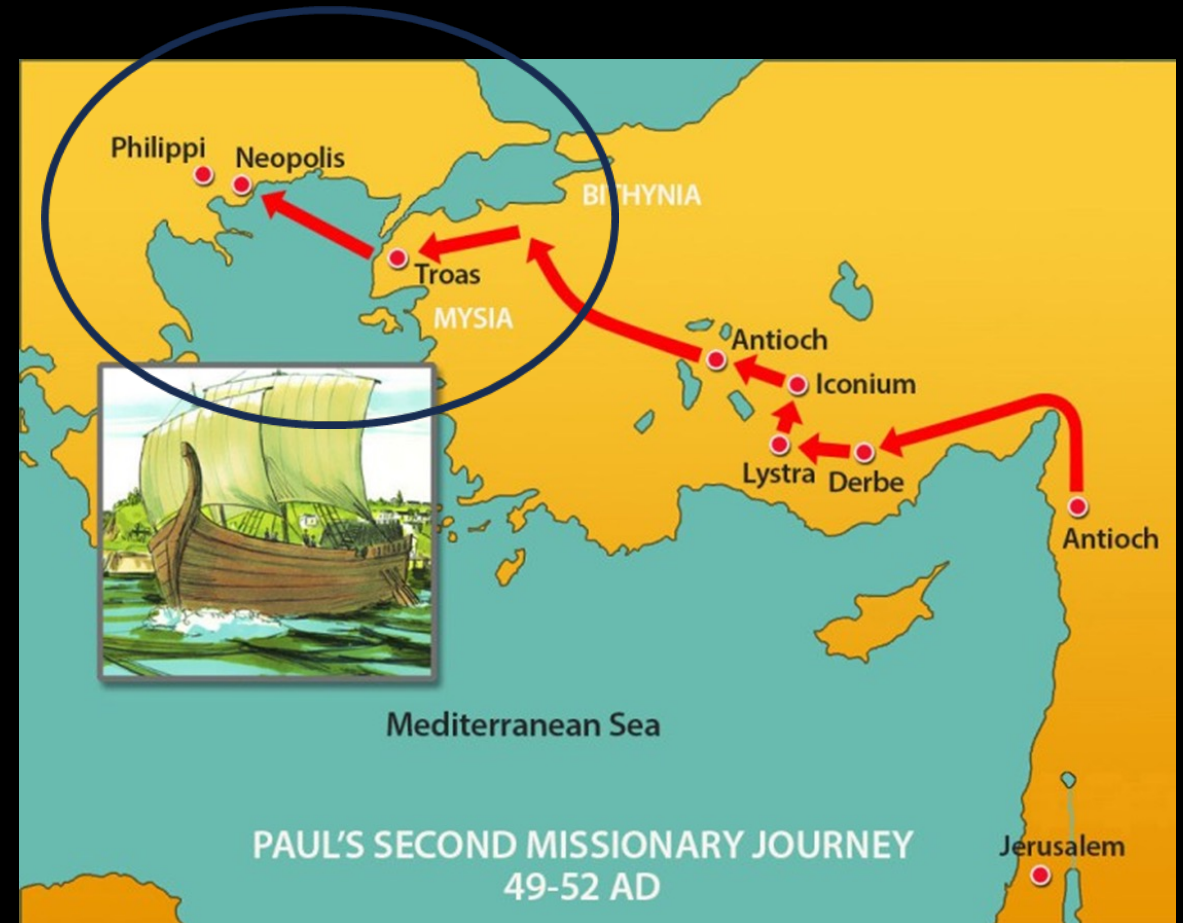 Philippi
Neopolis
BITHYNIA
Troas
MYSIA
Antioch
Iconium
Lystra
Derbe
Antioch
Mediterranean Sea
PAUL'S SECOND MISSIONARY JOURNEY
49-52 AD
Jerusalem